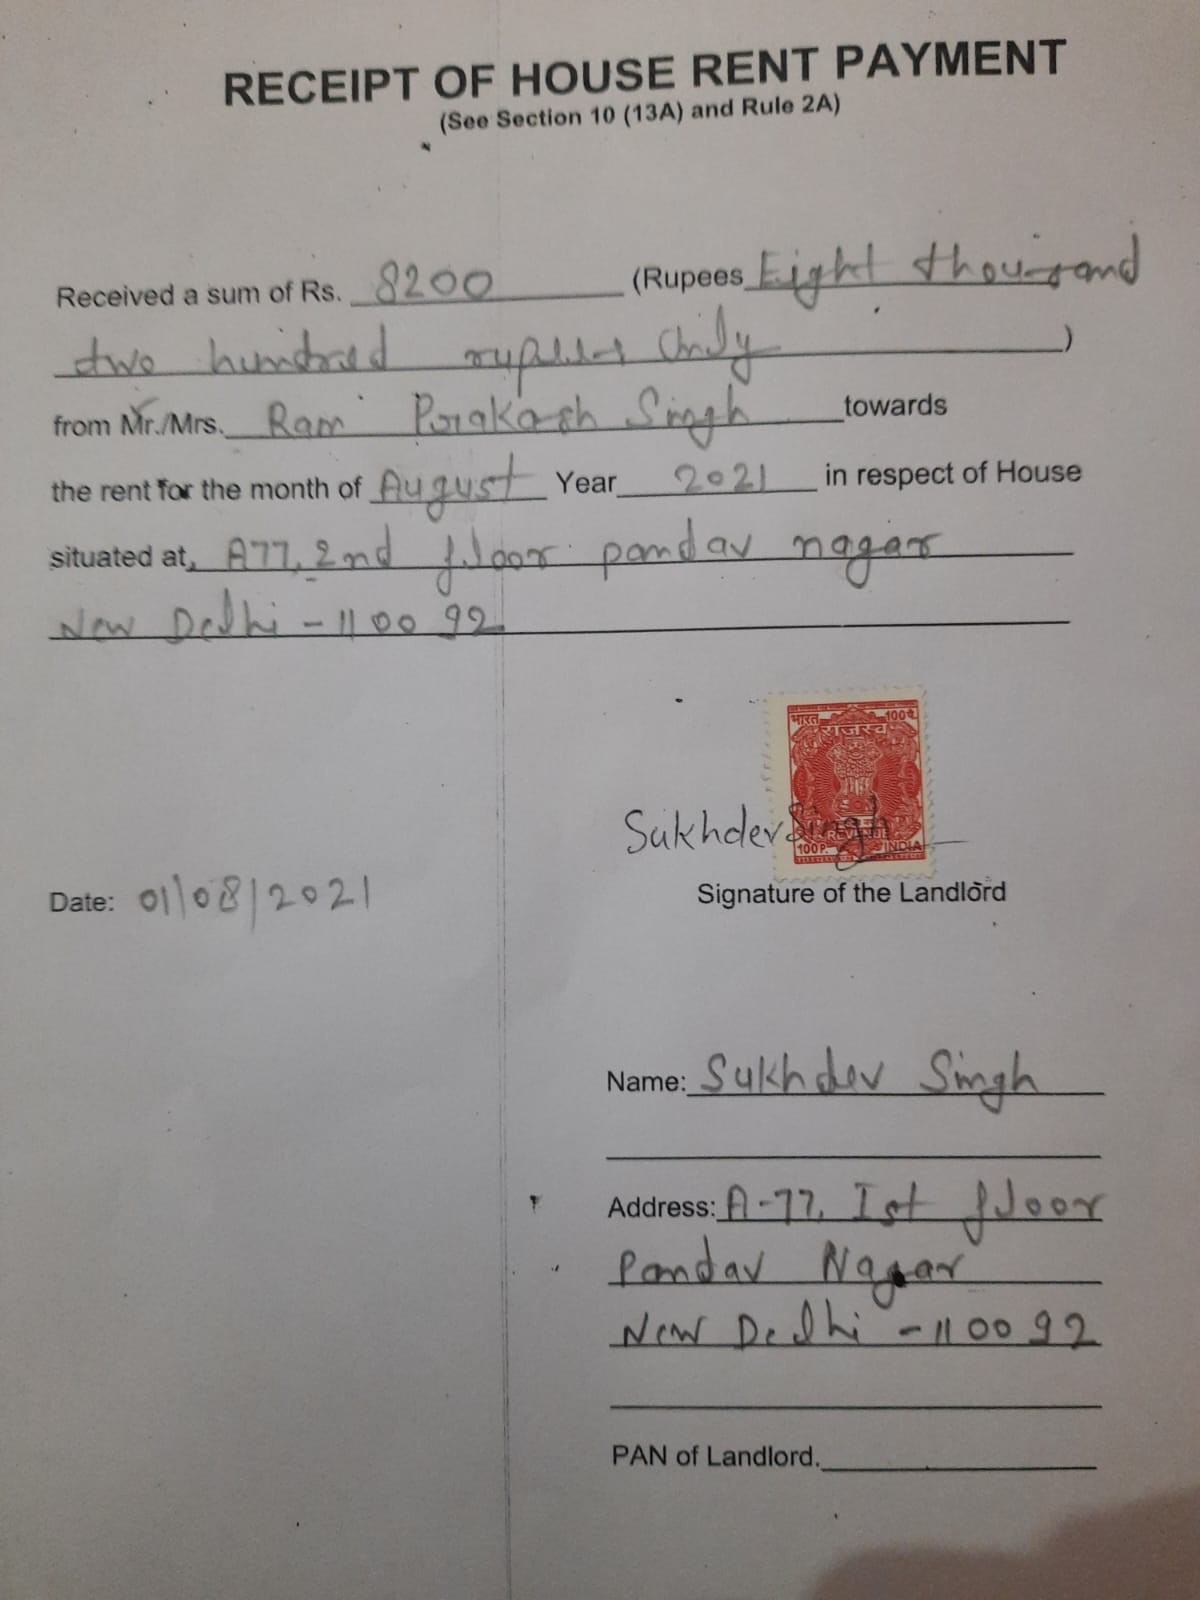 RECEIPT OF HOUSE RENT PAYMENT
(See Section 10 (13A) and Rule 2A)
Received a sum of Rs. 8200 (Rupees Eight thousand
two hundred rupees Only )
from Mr./Mrs. Ram Prakash Singh towards
the rent for the month of August Year 2021 in respect of House
situated at, A77, 2nd floor pandav nagar
New Delhi - 110092
भारत 100पै.
राजस्व
Sukhdev Singh
REVENUE
100P. INDIA
Signature of the Landlord
Date: 01/08/2021
Name: Sukhdev Singh
Address: A-77, Ist floor
Pandav Nagar
New Delhi - 110092
PAN of Landlord.